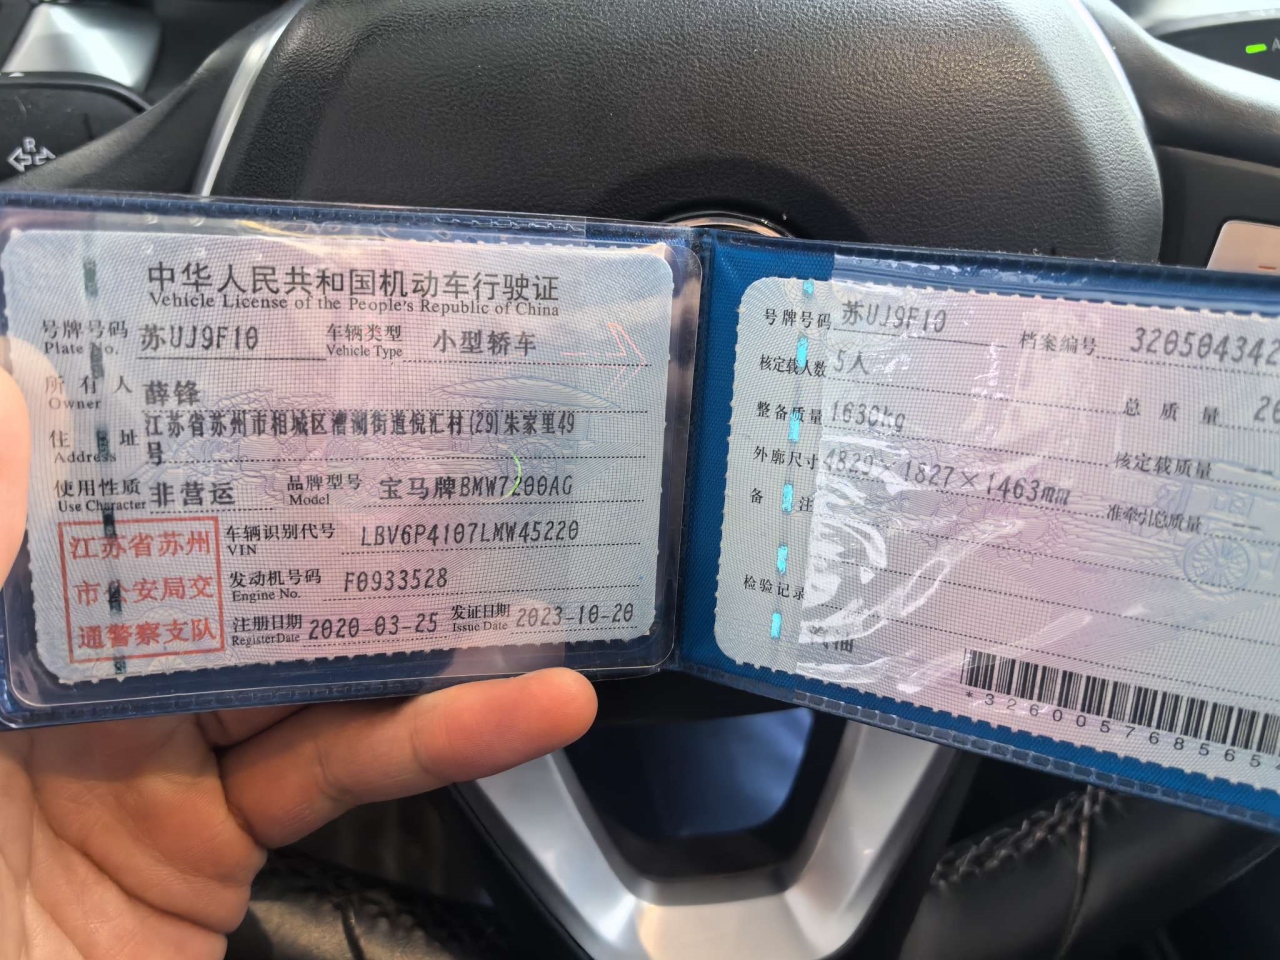 中华人民共和国机动车行驶证
Vehicle License of the People's Republic of China
号牌号码 苏UJ9F10 车辆类型 小型轿车
Plate No. Vehicle Type
所有人 薛锋
Owner
住址 江苏省苏州市相城区漕湖街道悦汇村(29)朱家里49
Address 号
使用性质 非营运 品牌型号 宝马牌BMW7200AG
Use Character Model
江苏省苏州
市公安局交
通警察支队
车辆识别代号 LBV6P4107LMW45220
VIN
发动机号码 F0933528
Engine No.
注册日期 2020-03-25 发证日期 2023-10-20
Register Date Issue Date
号牌号码 苏UJ9F10 档案编号 320504342
核定载人数 5人 总质量 20
整备质量 1630kg 核定载质量
外廓尺寸 4829×1827×1463mm 准牵引总质量
备注
检验记录
汽油
*3260057685654
R